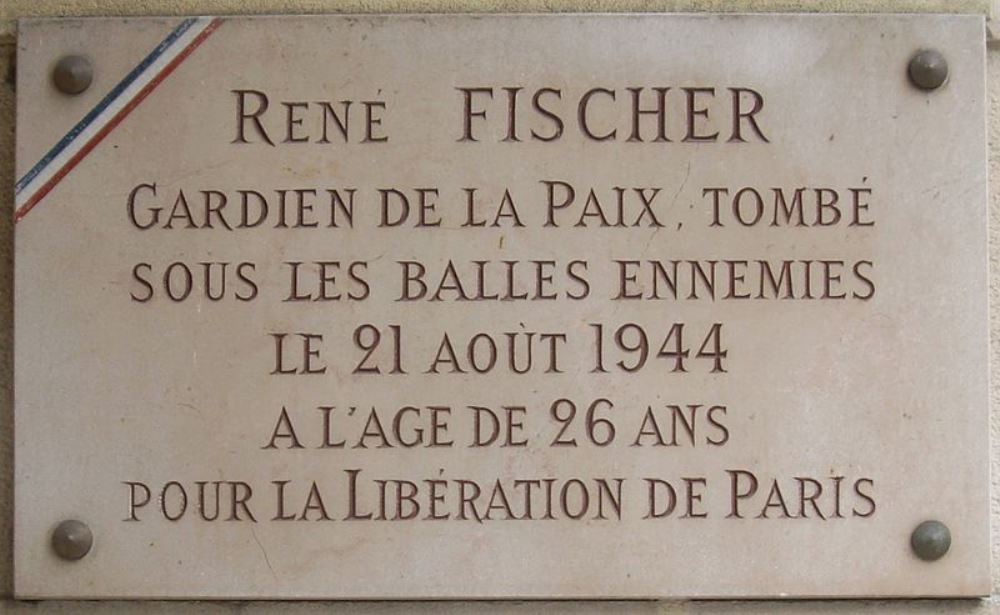 RENÉ FISCHER
GARDIEN DE LA PAIX, TOMBÉ
SOUS LES BALLES ENNEMIES
LE 21 AOÙT 1944
A L'AGE DE 26 ANS
POUR LA LIBÉRATION DE PARIS